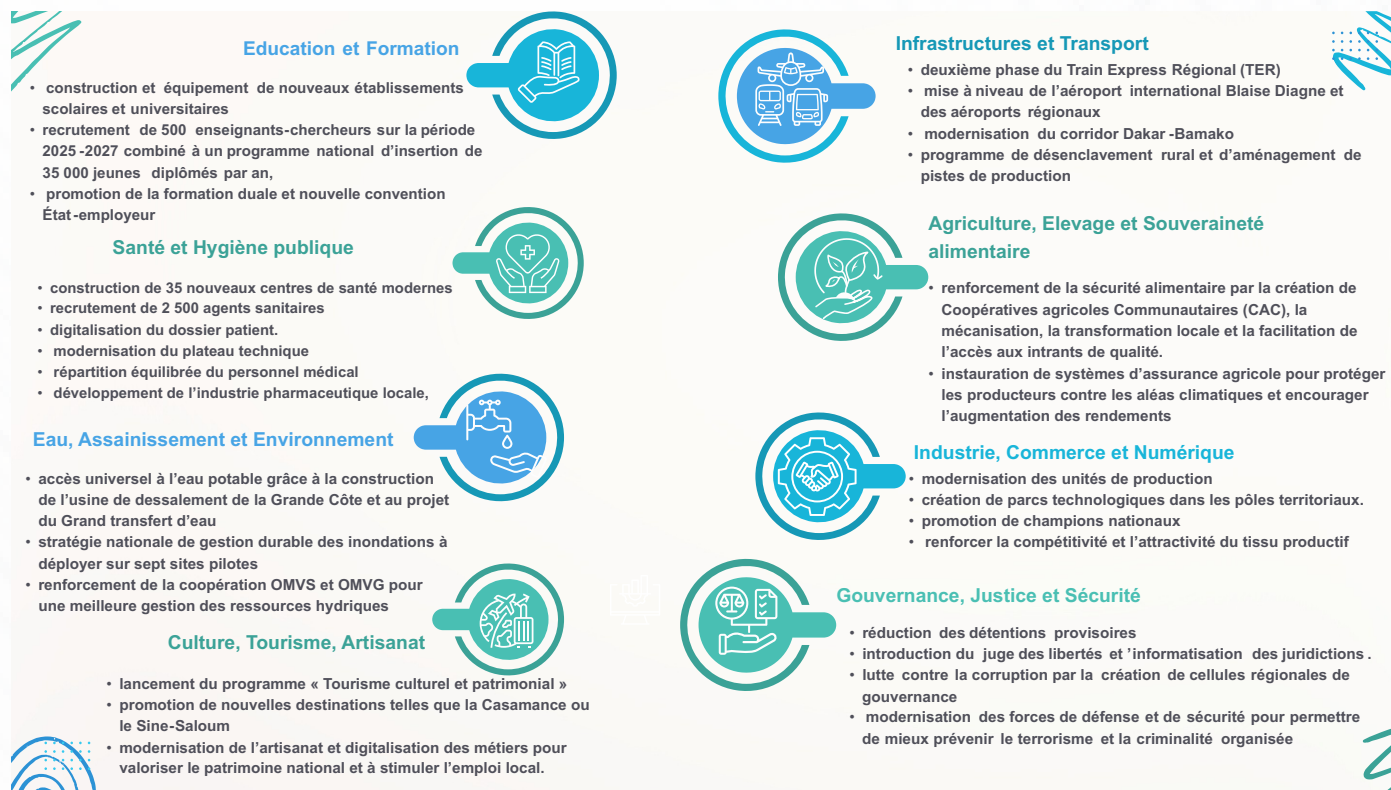 Education et Formation
• construction et équipement de nouveaux établissements
scolaires et universitaires
• recrutement de 500 enseignants-chercheurs sur la période
2025 -2027 combiné à un programme national d’insertion de
35 000 jeunes diplômés par an,
• promotion de la formation duale et nouvelle convention
État -employeur
Santé et Hygiène publique
• construction de 35 nouveaux centres de santé modernes
• recrutement de 2 500 agents sanitaires
• digitalisation du dossier patient.
• modernisation du plateau technique
• répartition équilibrée du personnel médical
• développement de l’industrie pharmaceutique locale,
Eau, Assainissement et Environnement
• accès universel à l’eau potable grâce à la construction
de l’usine de dessalement de la Grande Côte et au projet
du Grand transfert d’eau
• stratégie nationale de gestion durable des inondations à
déployer sur sept sites pilotes
• renforcement de la coopération OMVS et OMVG pour
une meilleure gestion des ressources hydriques
Culture, Tourisme, Artisanat
• lancement du programme « Tourisme culturel et patrimonial »
• promotion de nouvelles destinations telles que la Casamance ou
le Sine-Saloum
• modernisation de l’artisanat et digitalisation des métiers pour
valoriser le patrimoine national et à stimuler l’emploi local.
Infrastructures et Transport
• deuxième phase du Train Express Régional (TER)
• mise à niveau de l’aéroport international Blaise Diagne et
des aéroports régionaux
• modernisation du corridor Dakar -Bamako
• programme de désenclavement rural et d’aménagement de
pistes de production
Agriculture, Elevage et Souveraineté
alimentaire
• renforcement de la sécurité alimentaire par la création de
Coopératives agricoles Communautaires (CAC), la
mécanisation, la transformation locale et la facilitation de
l’accès aux intrants de qualité.
• instauration de systèmes d’assurance agricole pour protéger
les producteurs contre les aléas climatiques et encourager
l’augmentation des rendements
Industrie, Commerce et Numérique
• modernisation des unités de production
• création de parcs technologiques dans les pôles territoriaux.
• promotion de champions nationaux
• renforcer la compétitivité et l’attractivité du tissu productif
Gouvernance, Justice et Sécurité
• réduction des détentions provisoires
• introduction du juge des libertés et ’informatisation des juridictions .
• lutte contre la corruption par la création de cellules régionales de
gouvernance
• modernisation des forces de défense et de sécurité pour permettre
de mieux prévenir le terrorisme et la criminalité organisée